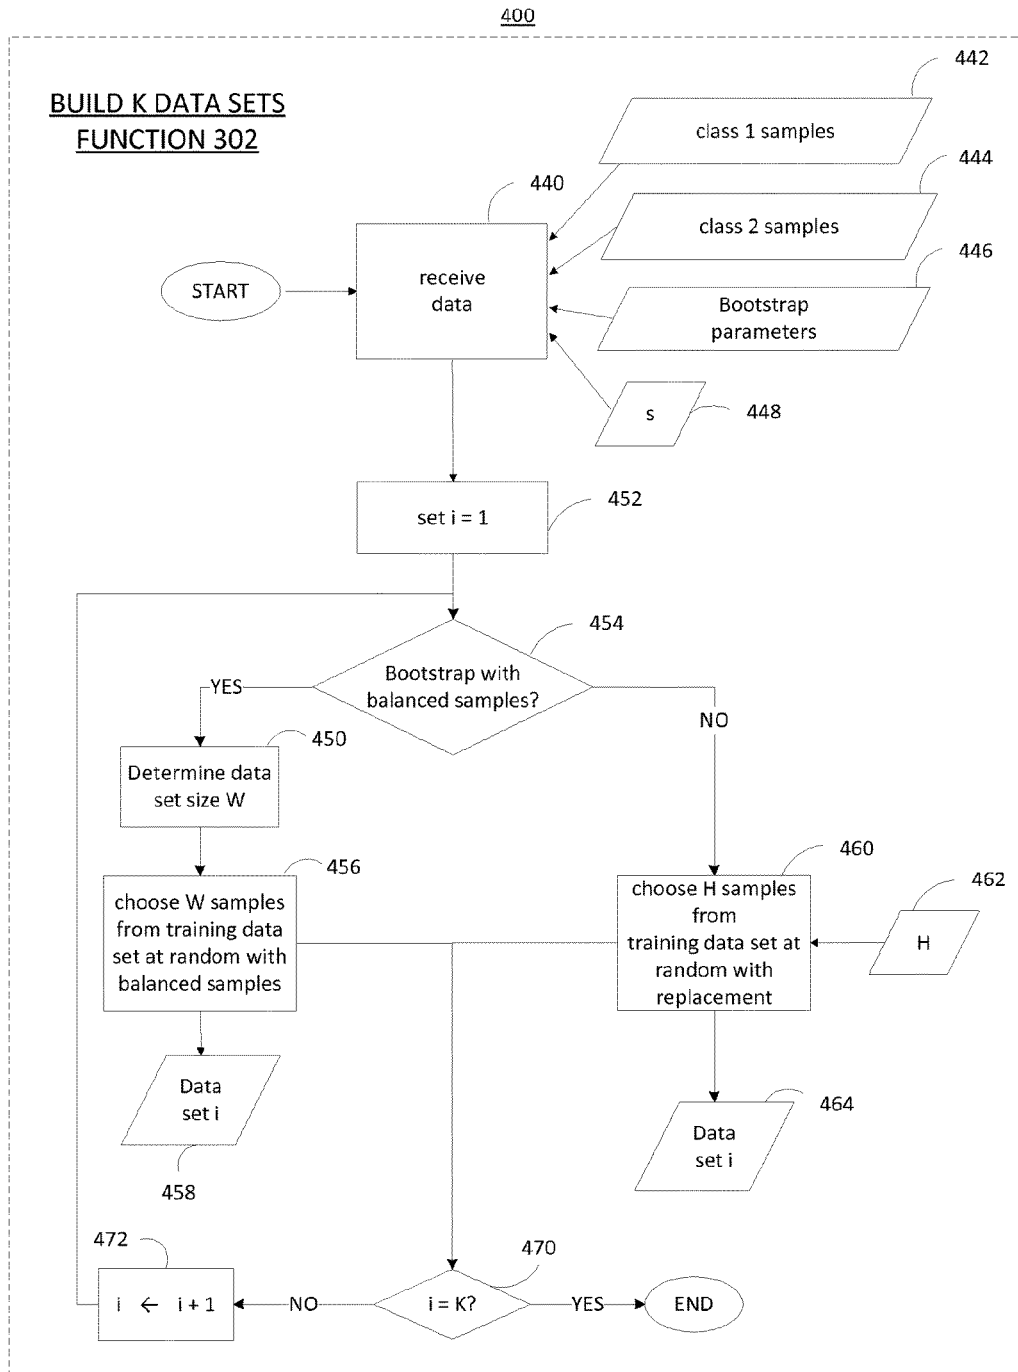 400
BUILD K DATA SETS
FUNCTION 302
442
class 1 samples
444
class 2 samples
440
receive
data
START
446
Bootstrap
parameters
s
448
452
set i = 1
454
Bootstrap with
balanced samples?
YES
NO
450
Determine data
set size W
456
choose W samples
from training data
set at random with
balanced samples
460
choose H samples
from
training data set at
random with
replacement
462
H
Data
set i
458
464
Data
set i
472
i ← i + 1
NO
470
i = K?
YES
END